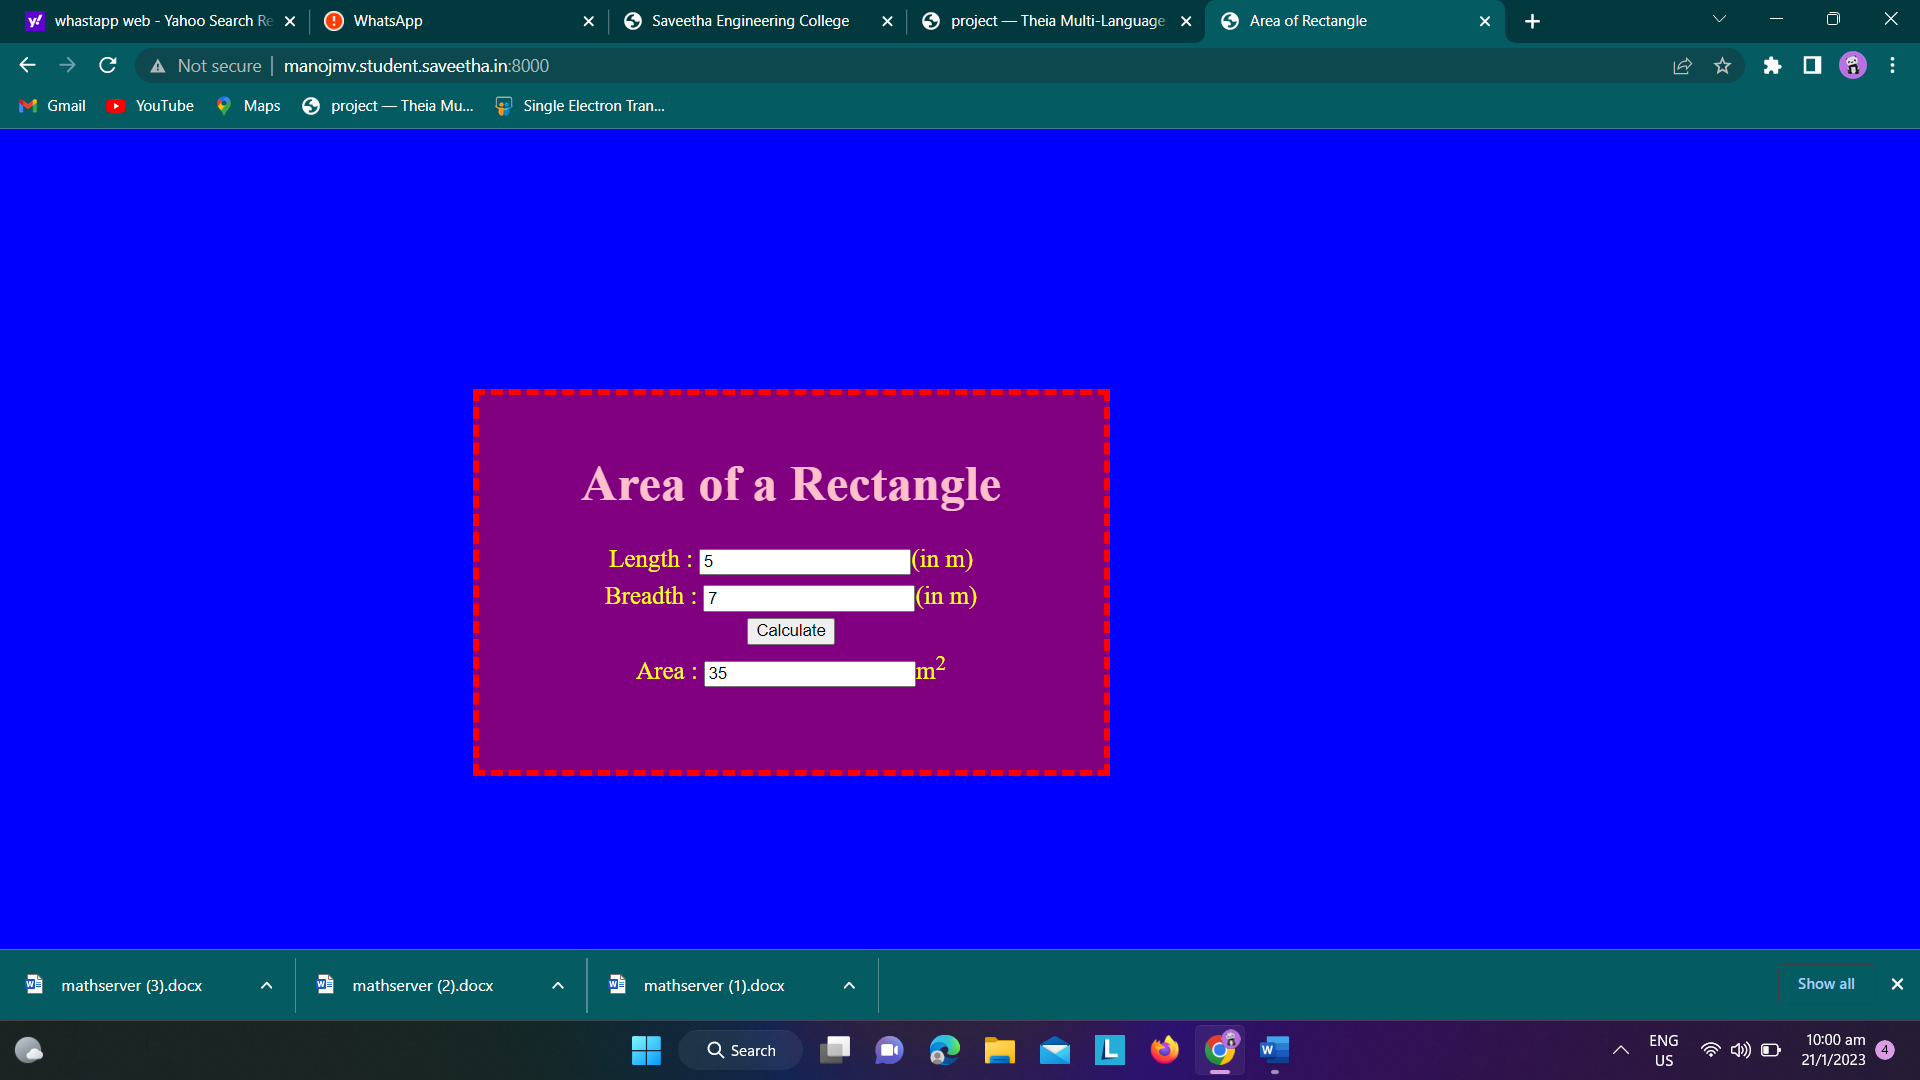 whastapp web - Yahoo Search Re
WhatsApp
Saveetha Engineering College
project — Theia Multi-Language
Area of Rectangle
Not secure
manojmv.student.saveetha.in:8000
Gmail
YouTube
Maps
project — Theia Mu...
Single Electron Tran...
Area of a Rectangle
Length : 5 (in m)
Breadth : 7 (in m)
Calculate
Area : 35 m²
mathserver (3).docx
mathserver (2).docx
mathserver (1).docx
Show all
Search
ENG
US
10:00 am
21/1/2023
4